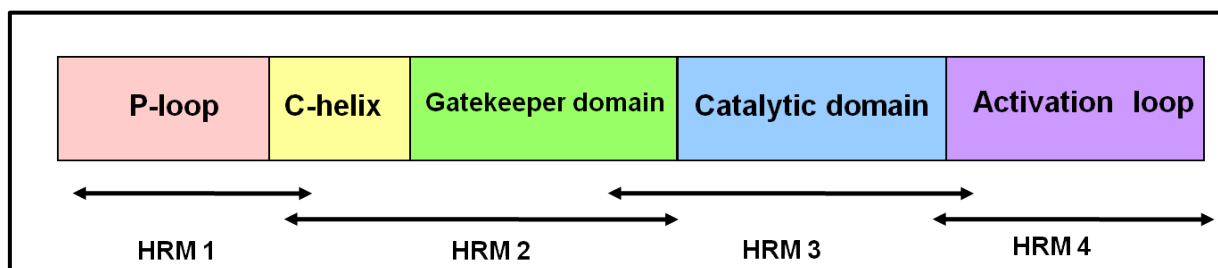 P-loop C-helix Gatekeeper domain Catalytic domain Activation loop
HRM 1 HRM 2 HRM 3 HRM 4